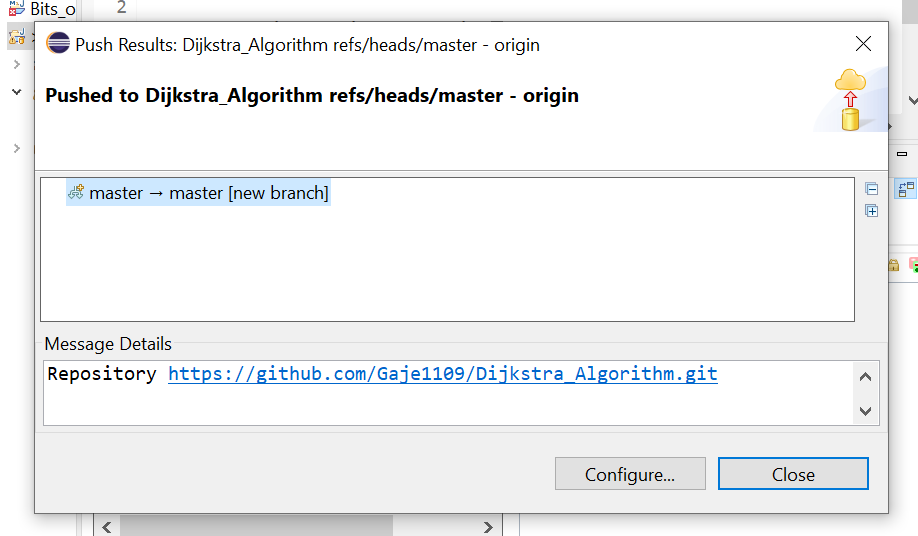 Bits_o
2
Push Results: Dijkstra_Algorithm refs/heads/master - origin
Pushed to Dijkstra_Algorithm refs/heads/master - origin
master → master [new branch]
Message Details
Repository https://github.com/Gaje1109/Dijkstra_Algorithm.git
Configure...
Close